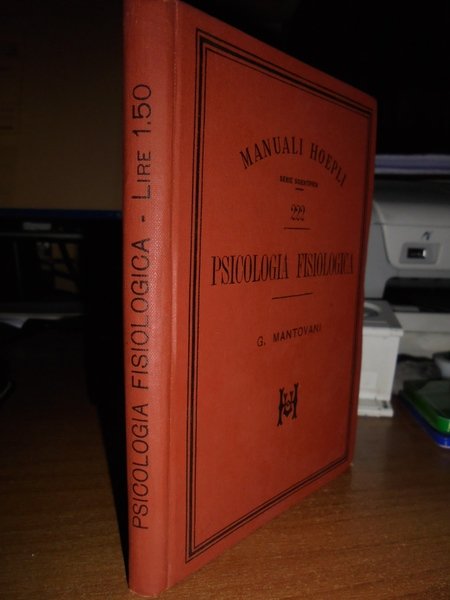 PSICOLOGIA FISIOLOGICA - LIRE 1.50
MANUALI HOEPLI
SERIE SCIENTIFICA
222
PSICOLOGIA FISIOLOGICA
G. MANTOVANI